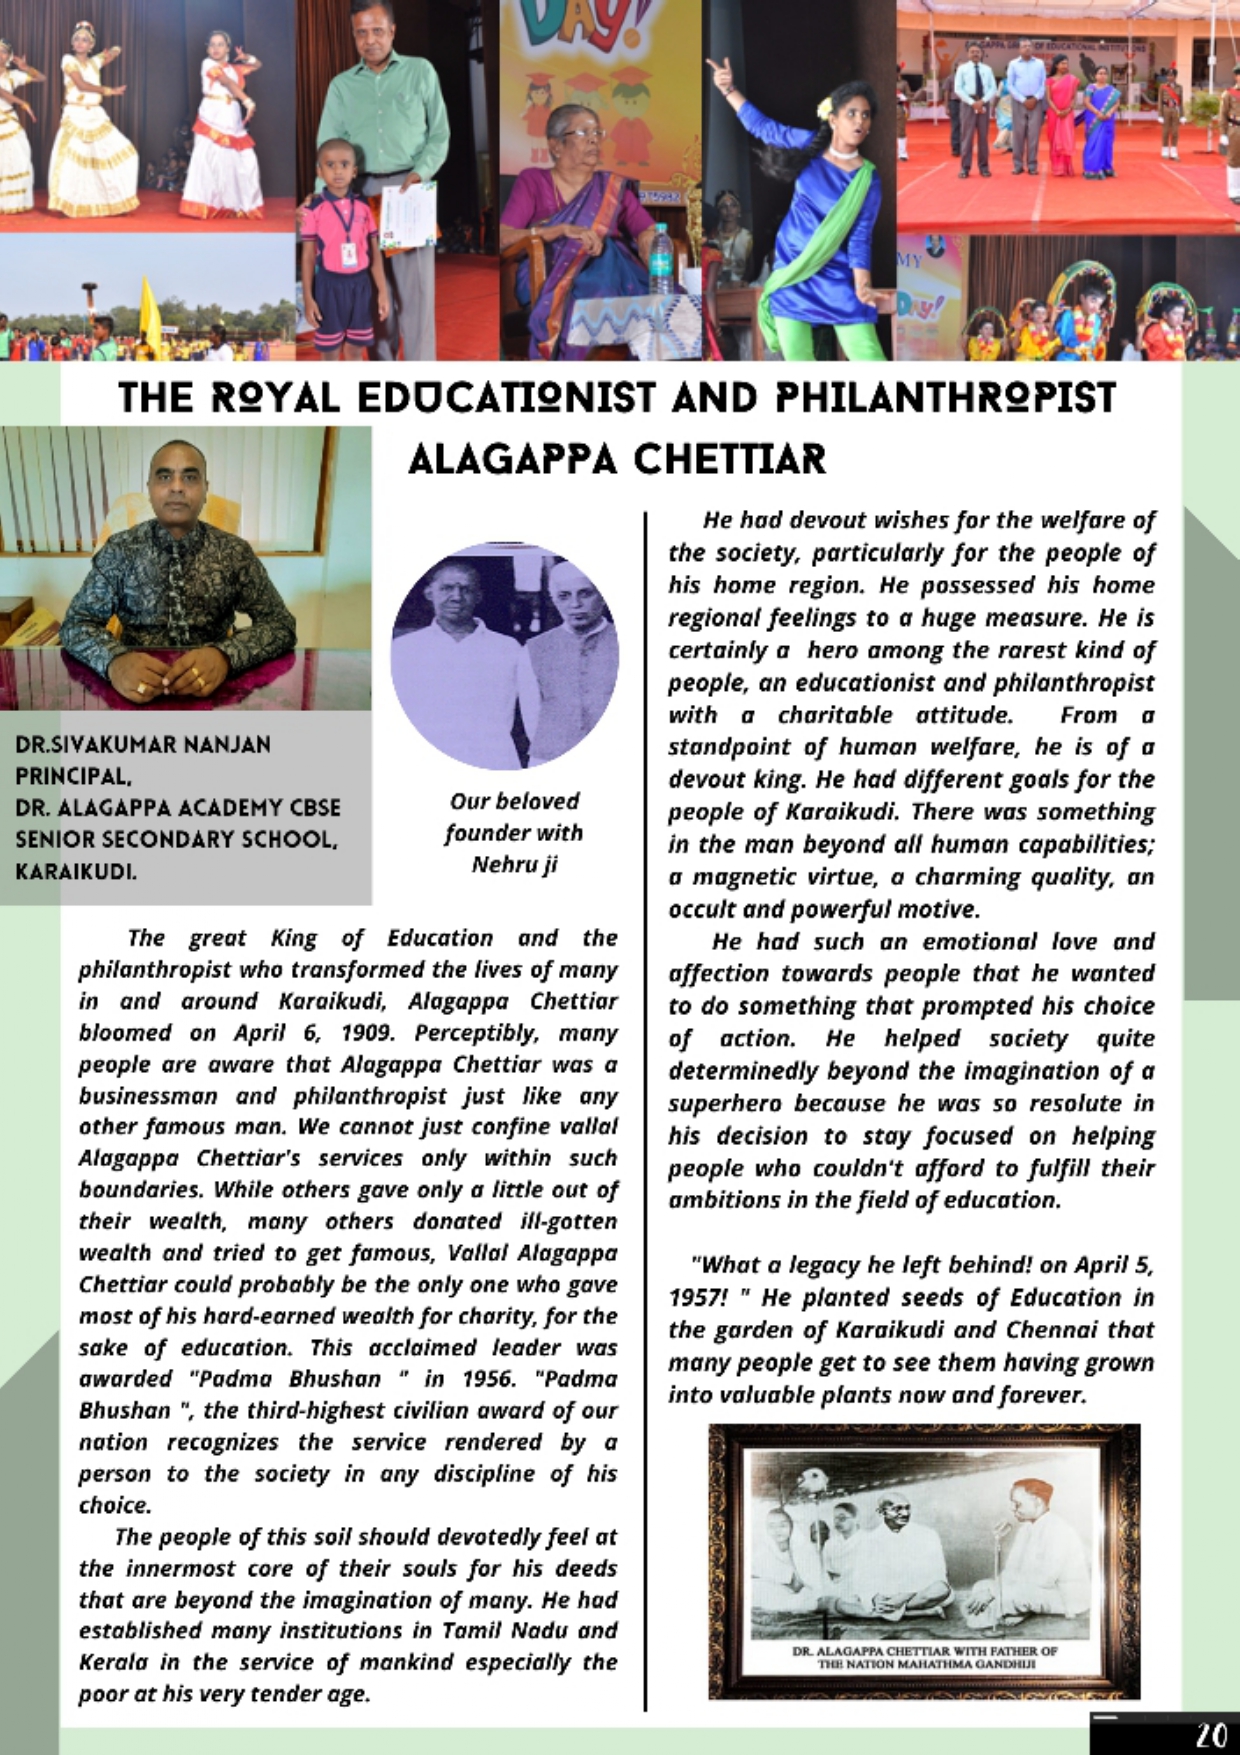 DAY!
ALAGAPPA GROUP OF EDUCATIONAL INSTITUTIONS
MY
Day!
THE ROYAL EDUCATIONIST AND PHILANTHROPIST
ALAGAPPA CHETTIAR
DR.SIVAKUMAR NANJAN
PRINCIPAL,
DR. ALAGAPPA ACADEMY CBSE
SENIOR SECONDARY SCHOOL,
KARAIKUDI.
Our beloved
founder with
Nehru ji
The great King of Education and the
philanthropist who transformed the lives of many
in and around Karaikudi, Alagappa Chettiar
bloomed on April 6, 1909. Perceptibly, many
people are aware that Alagappa Chettiar was a
businessman and philanthropist just like any
other famous man. We cannot just confine vallal
Alagappa Chettiar's services only within such
boundaries. While others gave only a little out of
their wealth, many others donated ill-gotten
wealth and tried to get famous, Vallal Alagappa
Chettiar could probably be the only one who gave
most of his hard-earned wealth for charity, for the
sake of education. This acclaimed leader was
awarded "Padma Bhushan " in 1956. "Padma
Bhushan ", the third-highest civilian award of our
nation recognizes the service rendered by a
person to the society in any discipline of his
choice.
The people of this soil should devotedly feel at
the innermost core of their souls for his deeds
that are beyond the imagination of many. He had
established many institutions in Tamil Nadu and
Kerala in the service of mankind especially the
poor at his very tender age.
He had devout wishes for the welfare of
the society, particularly for the people of
his home region. He possessed his home
regional feelings to a huge measure. He is
certainly a hero among the rarest kind of
people, an educationist and philanthropist
with a charitable attitude. From a
standpoint of human welfare, he is of a
devout king. He had different goals for the
people of Karaikudi. There was something
in the man beyond all human capabilities;
a magnetic virtue, a charming quality, an
occult and powerful motive.
He had such an emotional love and
affection towards people that he wanted
to do something that prompted his choice
of action. He helped society quite
determinedly beyond the imagination of a
superhero because he was so resolute in
his decision to stay focused on helping
people who couldn't afford to fulfill their
ambitions in the field of education.
"What a legacy he left behind! on April 5,
1957! " He planted seeds of Education in
the garden of Karaikudi and Chennai that
many people get to see them having grown
into valuable plants now and forever.
DR. ALAGAPPA CHETTIAR WITH FATHER OF
THE NATION MAHATHMA GANDHIJI
20